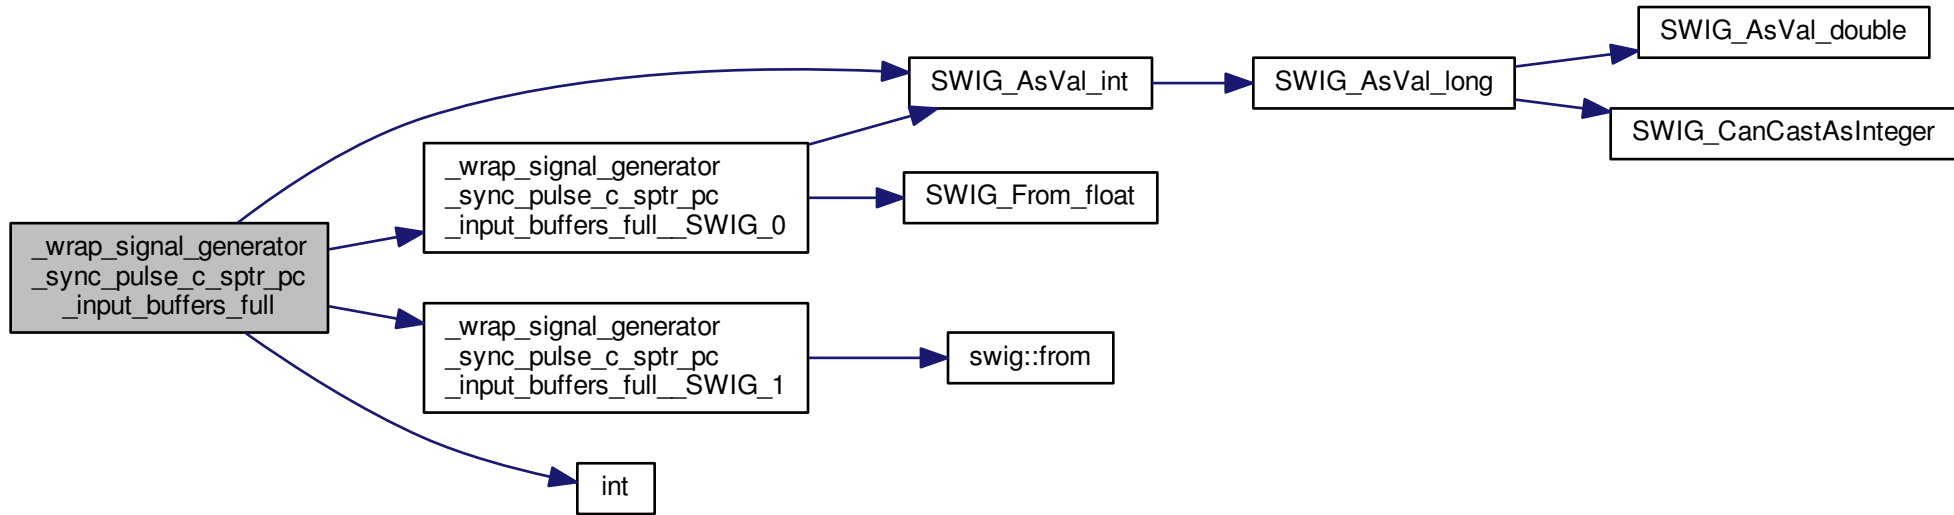 _wrap_signal_generator
_sync_pulse_c_sptr_pc
_input_buffers_full
SWIG_AsVal_int
_wrap_signal_generator
_sync_pulse_c_sptr_pc
_input_buffers_full__SWIG_0
_wrap_signal_generator
_sync_pulse_c_sptr_pc
_input_buffers_full__SWIG_1
int
SWIG_From_float
swig::from
SWIG_AsVal_long
SWIG_AsVal_double
SWIG_CanCastAsInteger